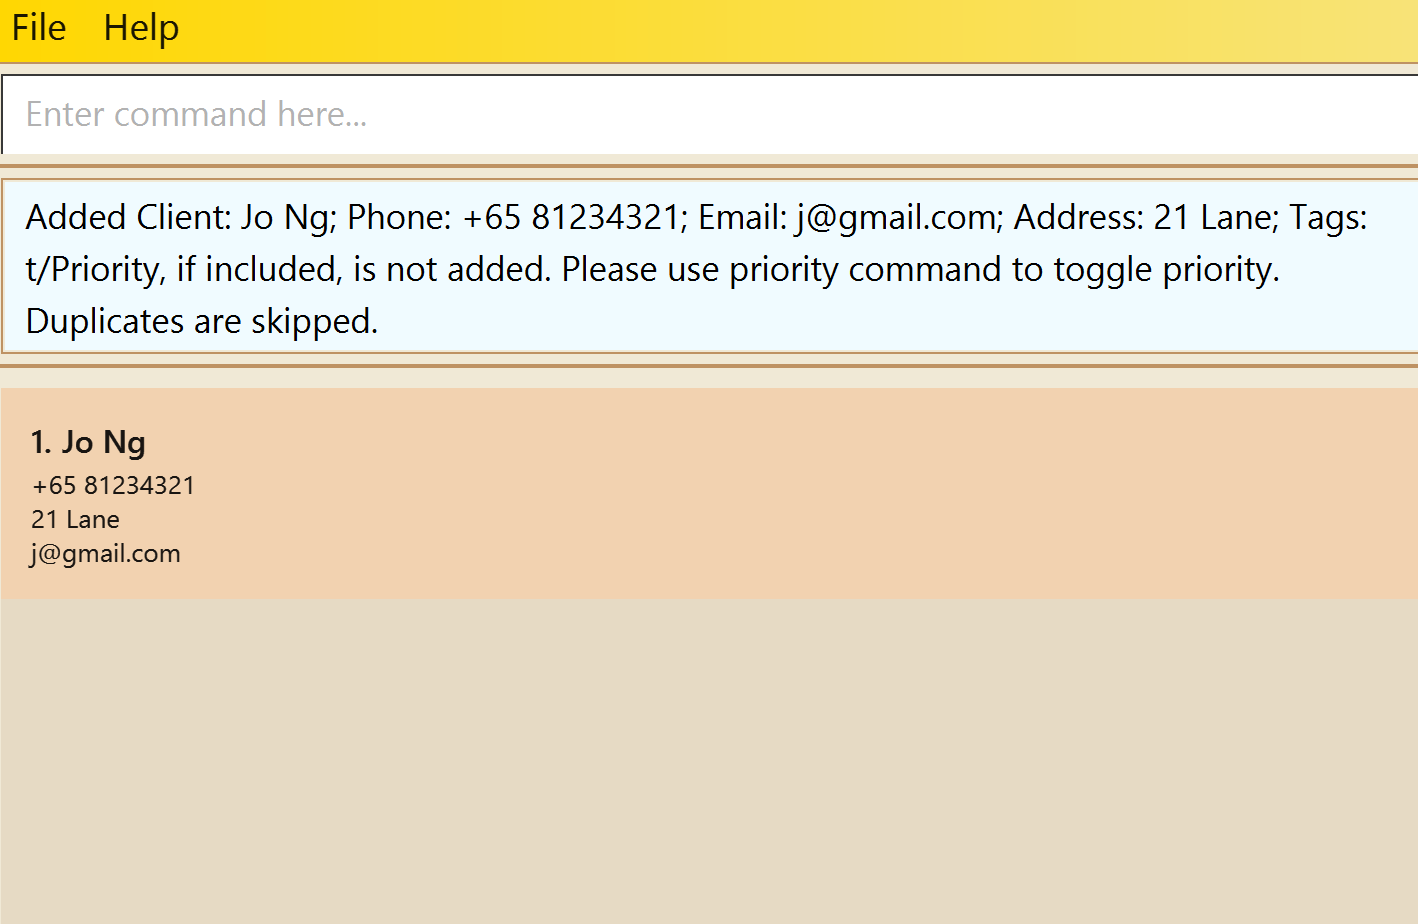 File Help
Enter command here...
Added Client: Jo Ng; Phone: +65 81234321; Email: j@gmail.com; Address: 21 Lane; Tags:
t/Priority, if included, is not added. Please use priority command to toggle priority.
Duplicates are skipped.
1. Jo Ng
+65 81234321
21 Lane
j@gmail.com